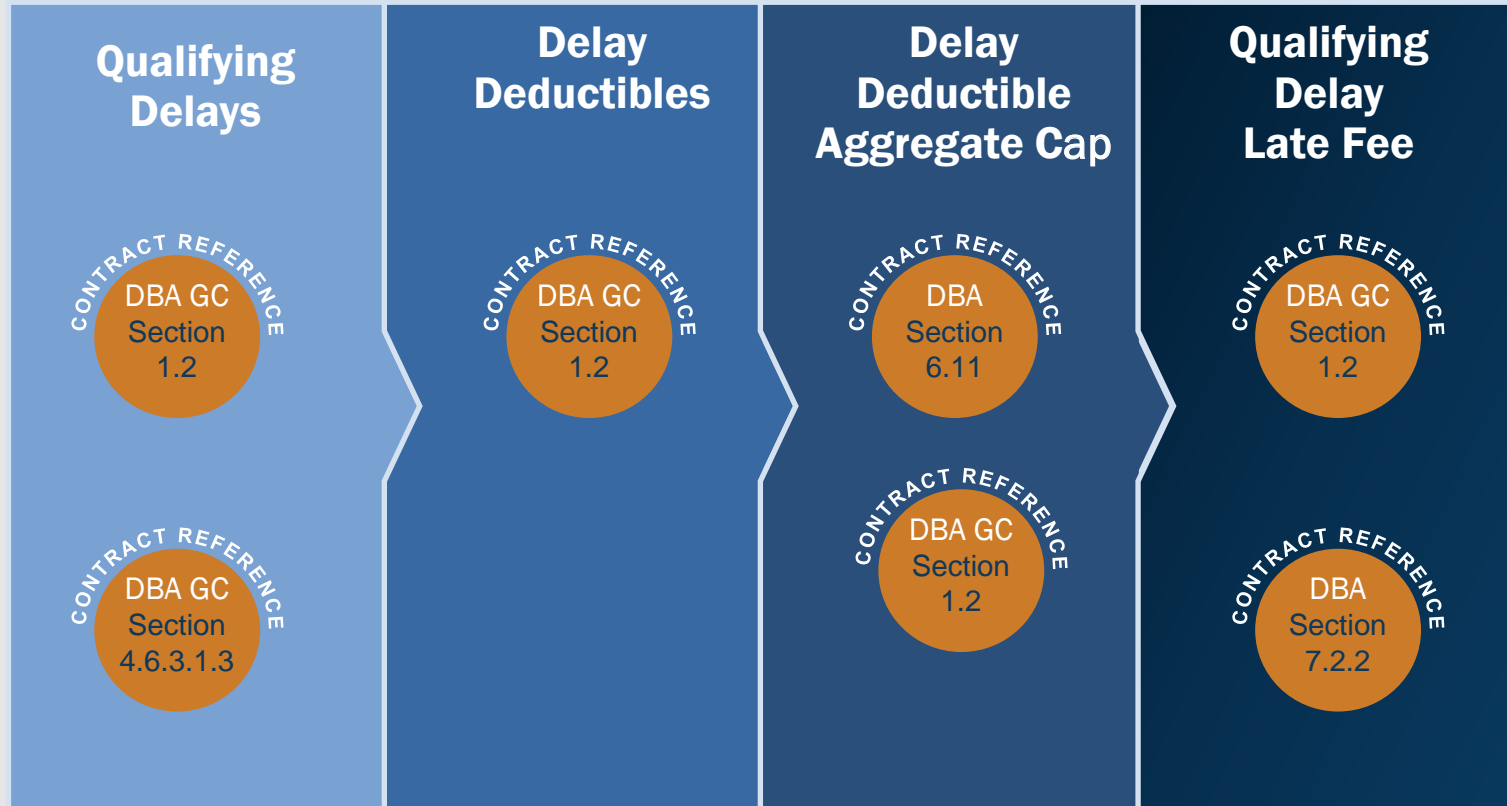 Qualifying
Delays
CONTRACT REFERENCE
DBA GC
Section
1.2
CONTRACT REFERENCE
DBA GC
Section
4.6.3.1.3
Delay
Deductibles
CONTRACT REFERENCE
DBA GC
Section
1.2
Delay
Deductible
Aggregate Cap
CONTRACT REFERENCE
DBA
Section
6.11
CONTRACT REFERENCE
DBA GC
Section
1.2
Qualifying
Delay
Late Fee
CONTRACT REFERENCE
DBA GC
Section
1.2
CONTRACT REFERENCE
DBA
Section
7.2.2